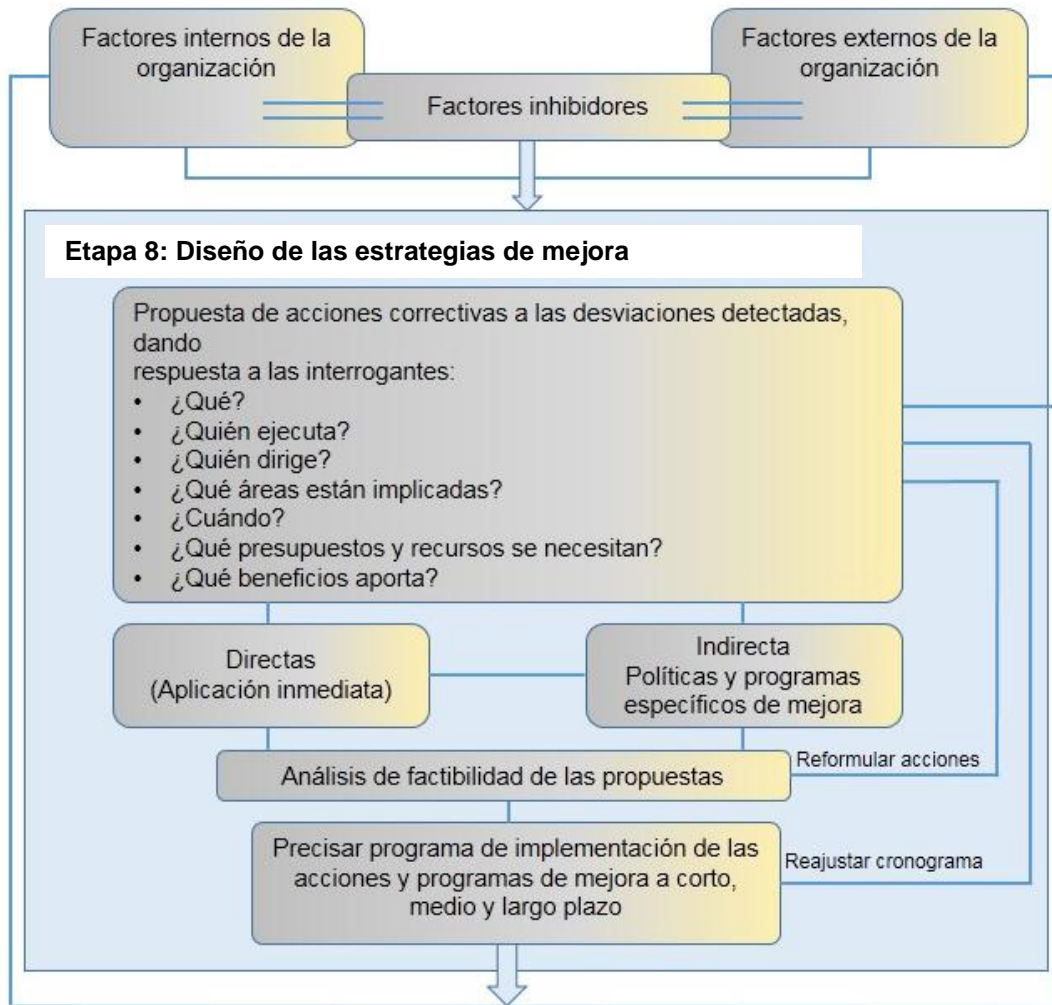 Factores internos de la
organización
Factores externos de la
organización
Factores inhibidores
Etapa 8: Diseño de las estrategias de mejora
Propuesta de acciones correctivas a las desviaciones detectadas,
dando
respuesta a las interrogantes:
• ¿Qué?
• ¿Quién ejecuta?
• ¿Quién dirige?
• ¿Qué áreas están implicadas?
• ¿Cuándo?
• ¿Qué presupuestos y recursos se necesitan?
• ¿Qué beneficios aporta?
Directas
(Aplicación inmediata)
Indirecta
Políticas y programas
específicos de mejora
Análisis de factibilidad de las propuestas
Reformular acciones
Precisar programa de implementación de las
acciones y programas de mejora a corto,
medio y largo plazo
Reajustar cronograma